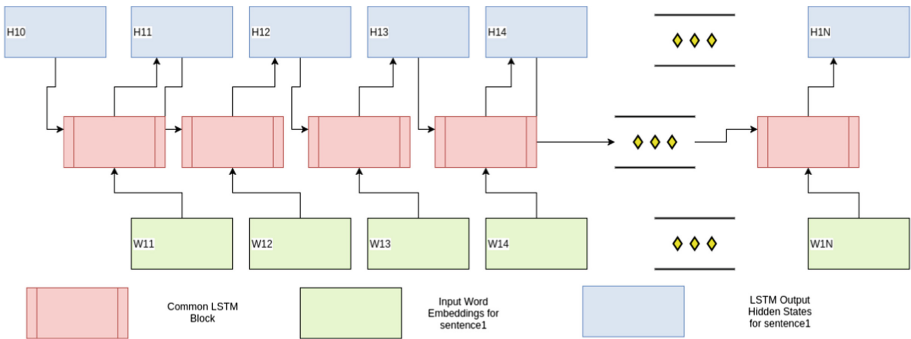 H10
H11
H12
H13
H14
H1N
W11
W12
W13
W14
W1N
Common LSTM
Block
Input Word
Embeddings for
sentence1
LSTM Output
Hidden States
for sentence1